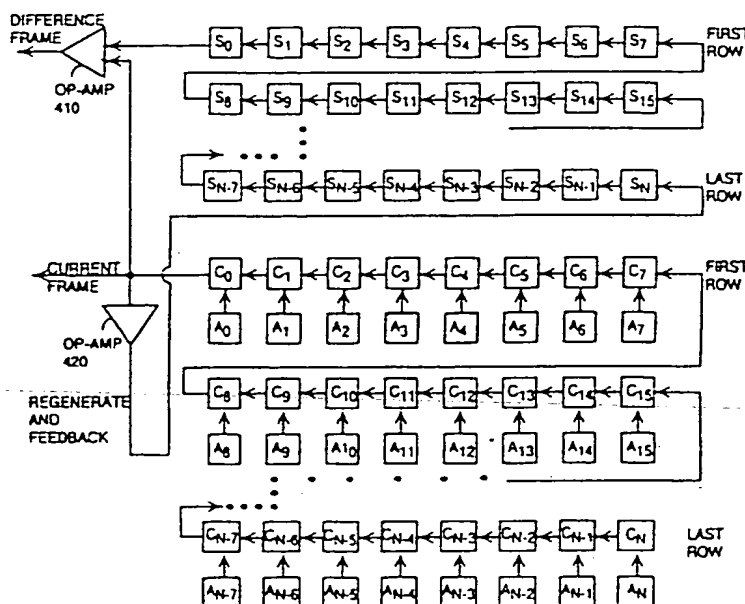 DIFFERENCE
FRAME
OP-AMP
410
S0 S1 S2 S3 S4 S5 S6 S7
FIRST
ROW
S8 S9 S10 S11 S12 S13 S14 S15
SN-7 SN-6 SN-5 SN-4 SN-3 SN-2 SN-1 SN
LAST
ROW
CURRENT
FRAME
C0 C1 C2 C3 C4 C5 C6 C7
FIRST
ROW
A0 A1 A2 A3 A4 A5 A6 A7
OP-AMP
420
C8 C9 C10 C11 C12 C13 C14 C15
REGENERATE
AND
FEEDBACK
A8 A9 A10 A11 A12 A13 A14 A15
CN-7 CN-6 CN-5 CN-4 CN-3 CN-2 CN-1 CN
LAST
ROW
AN-7 AN-6 AN-5 AN-4 AN-3 AN-2 AN-1 AN